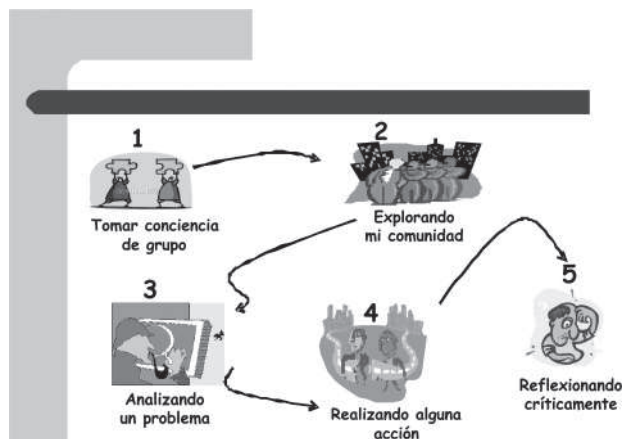 1
Tomar conciencia
de grupo
2
Explorando
mi comunidad
3
Analizando
un problema
4
Realizando alguna
acción
5
Reflexionando
críticamente